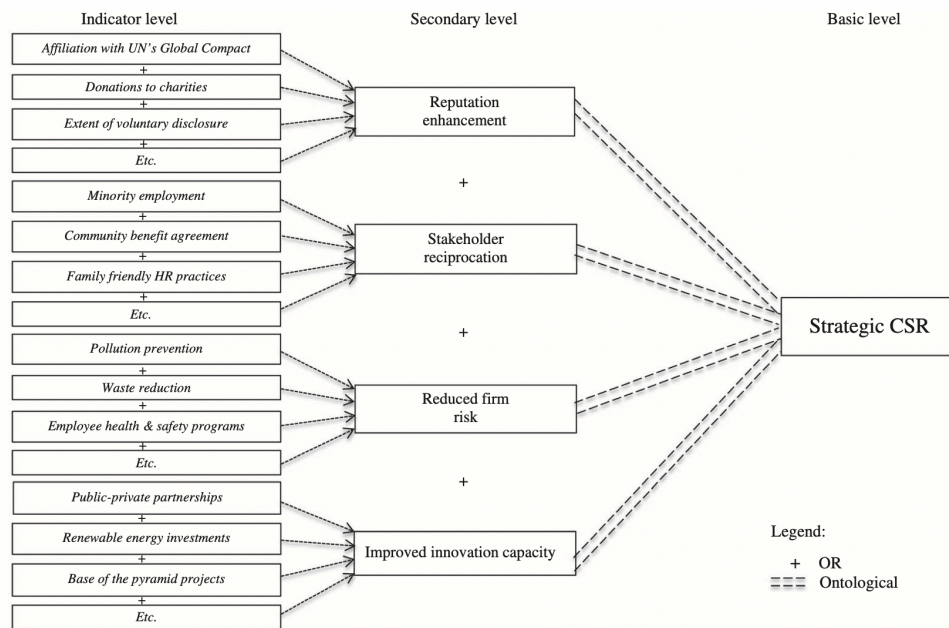 Indicator level
Secondary level
Basic level
Affiliation with UN's Global Compact
+
Donations to charities
+
Extent of voluntary disclosure
+
Etc.
Reputation
enhancement
+
Minority employment
+
Community benefit agreement
+
Family friendly HR practices
+
Etc.
Stakeholder
reciprocation
+
Pollution prevention
+
Waste reduction
+
Employee health & safety programs
+
Etc.
Reduced firm
risk
+
Public-private partnerships
+
Renewable energy investments
+
Base of the pyramid projects
+
Etc.
Improved innovation capacity
Strategic CSR
Legend:
+ OR
Ontological